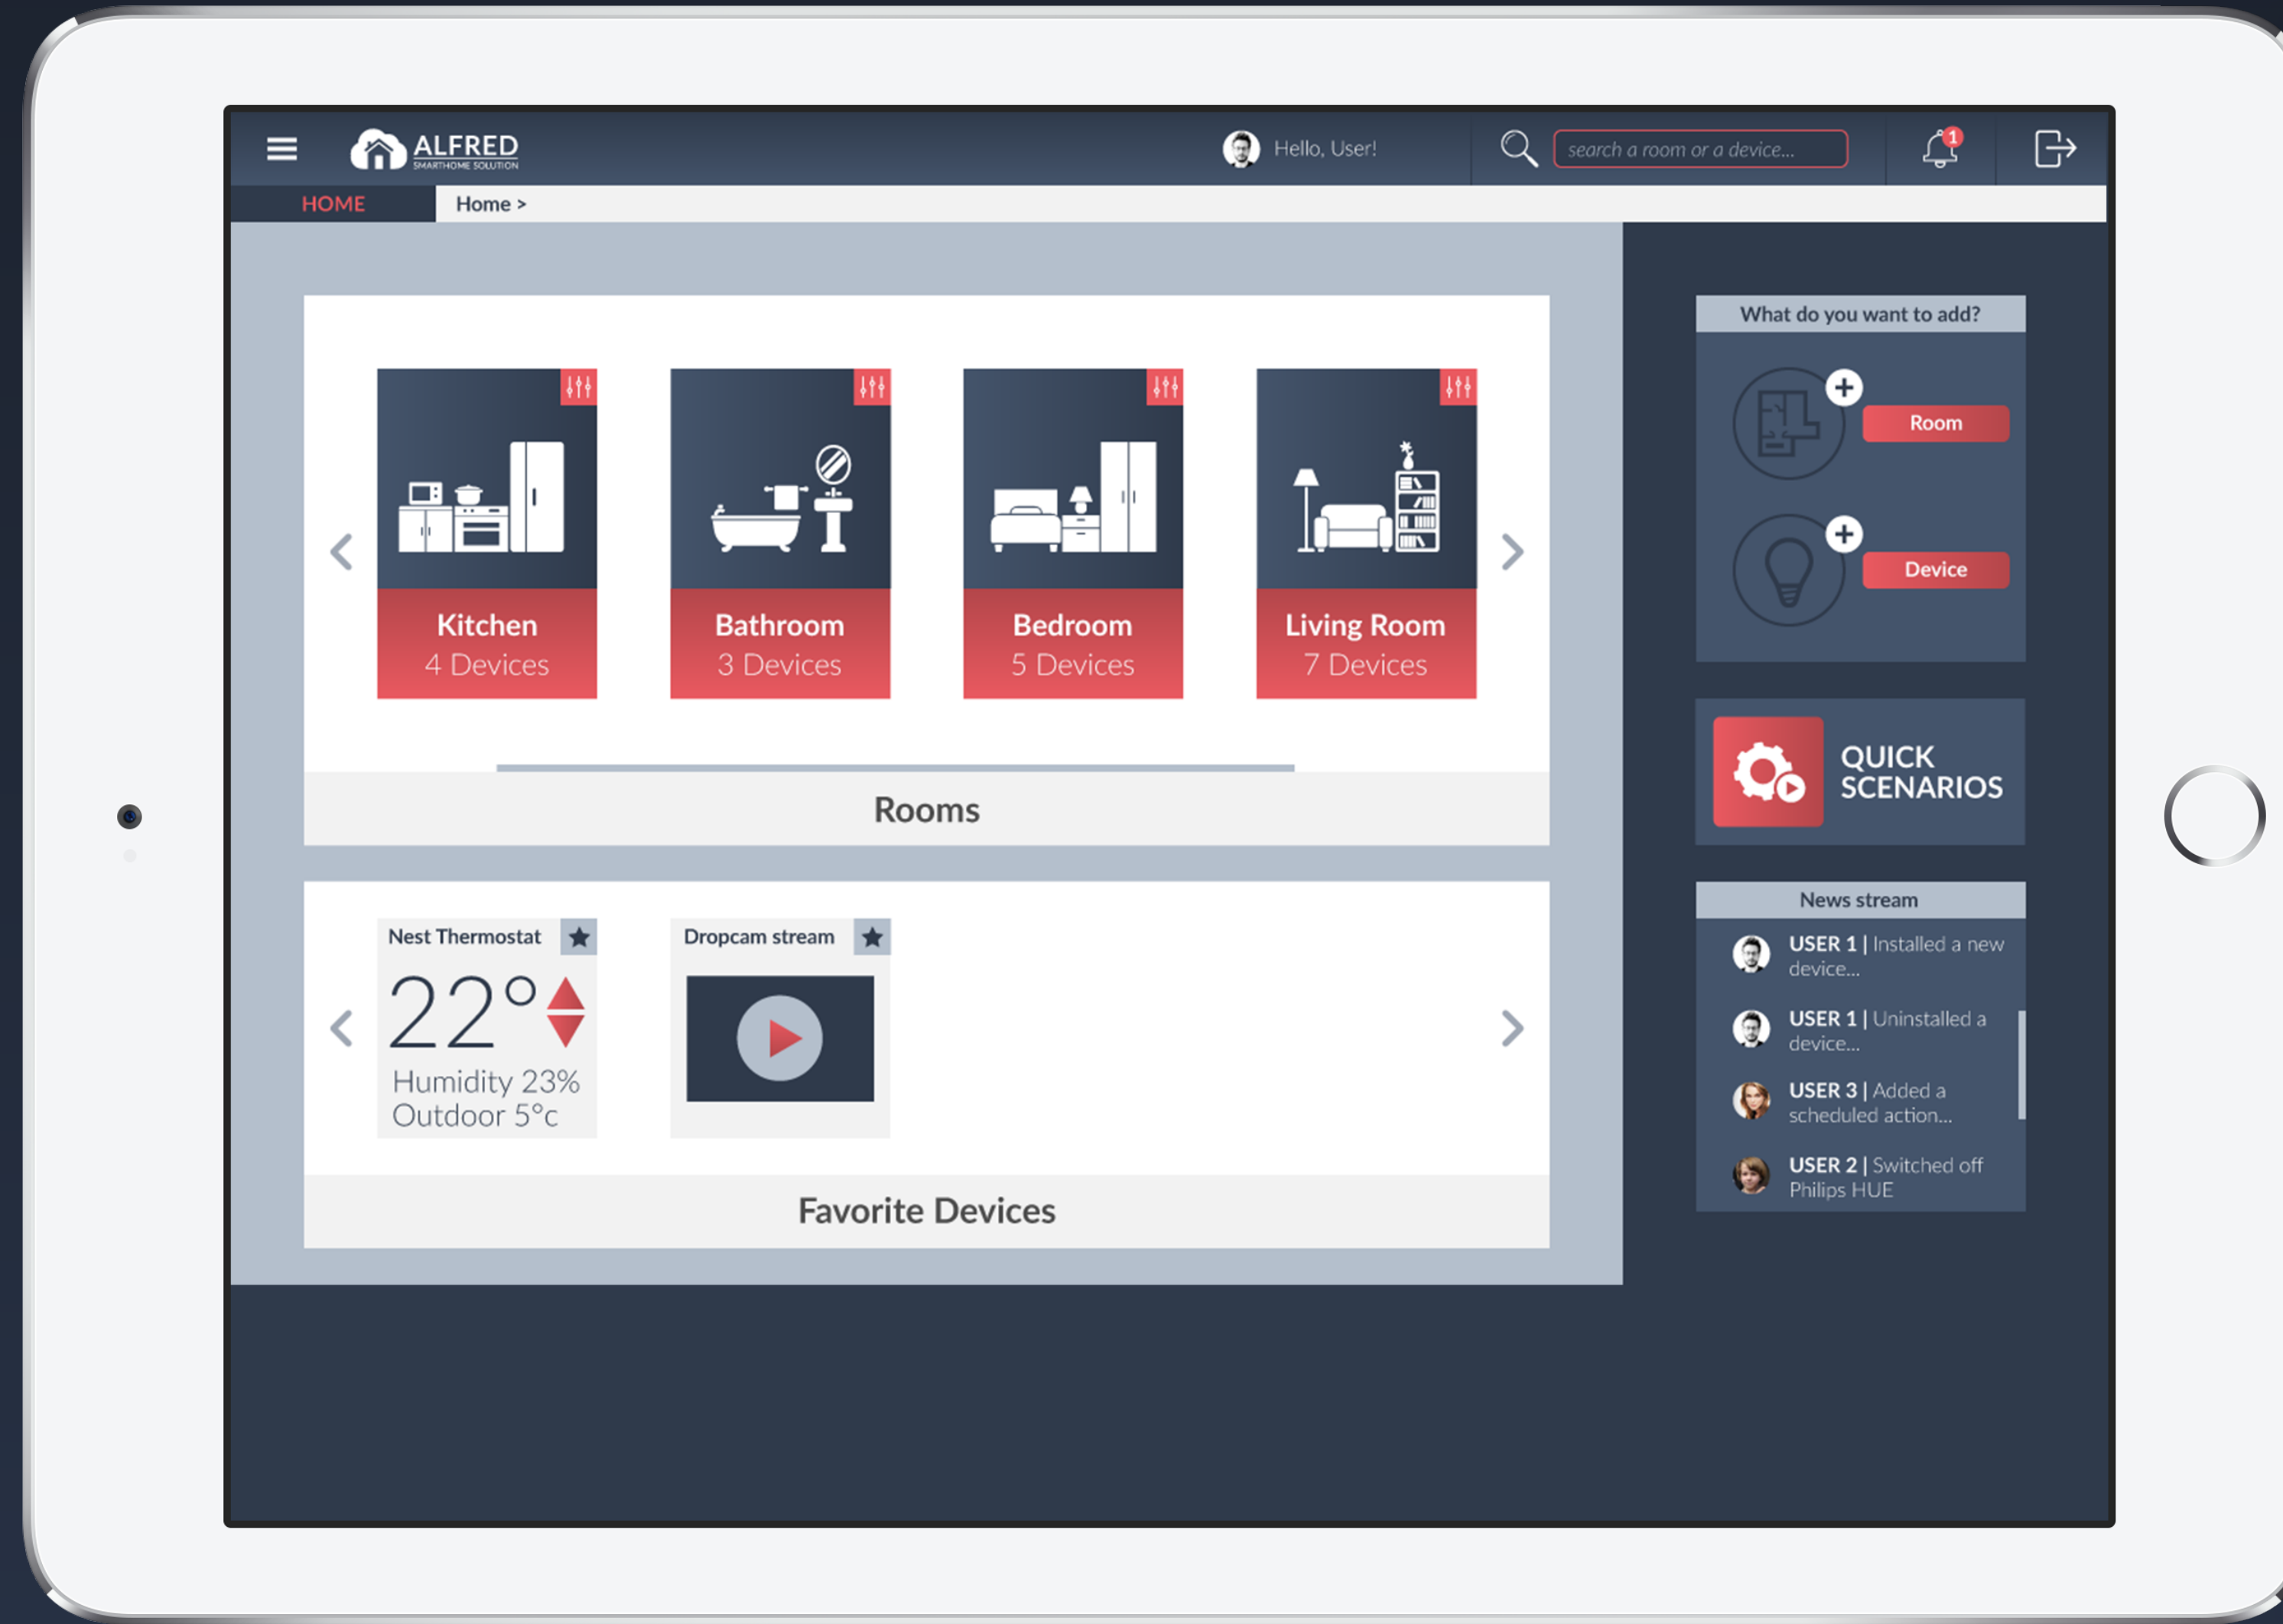 ALFRED
SMARTHOME SOLUTION
Hello, User!
search a room or a device...
1
HOME
Home >
Kitchen
4 Devices
Bathroom
3 Devices
Bedroom
5 Devices
Living Room
7 Devices
Rooms
Nest Thermostat
22°
Humidity 23%
Outdoor 5°c
Dropcam stream
Favorite Devices
What do you want to add?
Room
Device
QUICK
SCENARIOS
News stream
USER 1 | Installed a new
device...
USER 1 | Uninstalled a
device...
USER 3 | Added a
scheduled action...
USER 2 | Switched off
Philips HUE